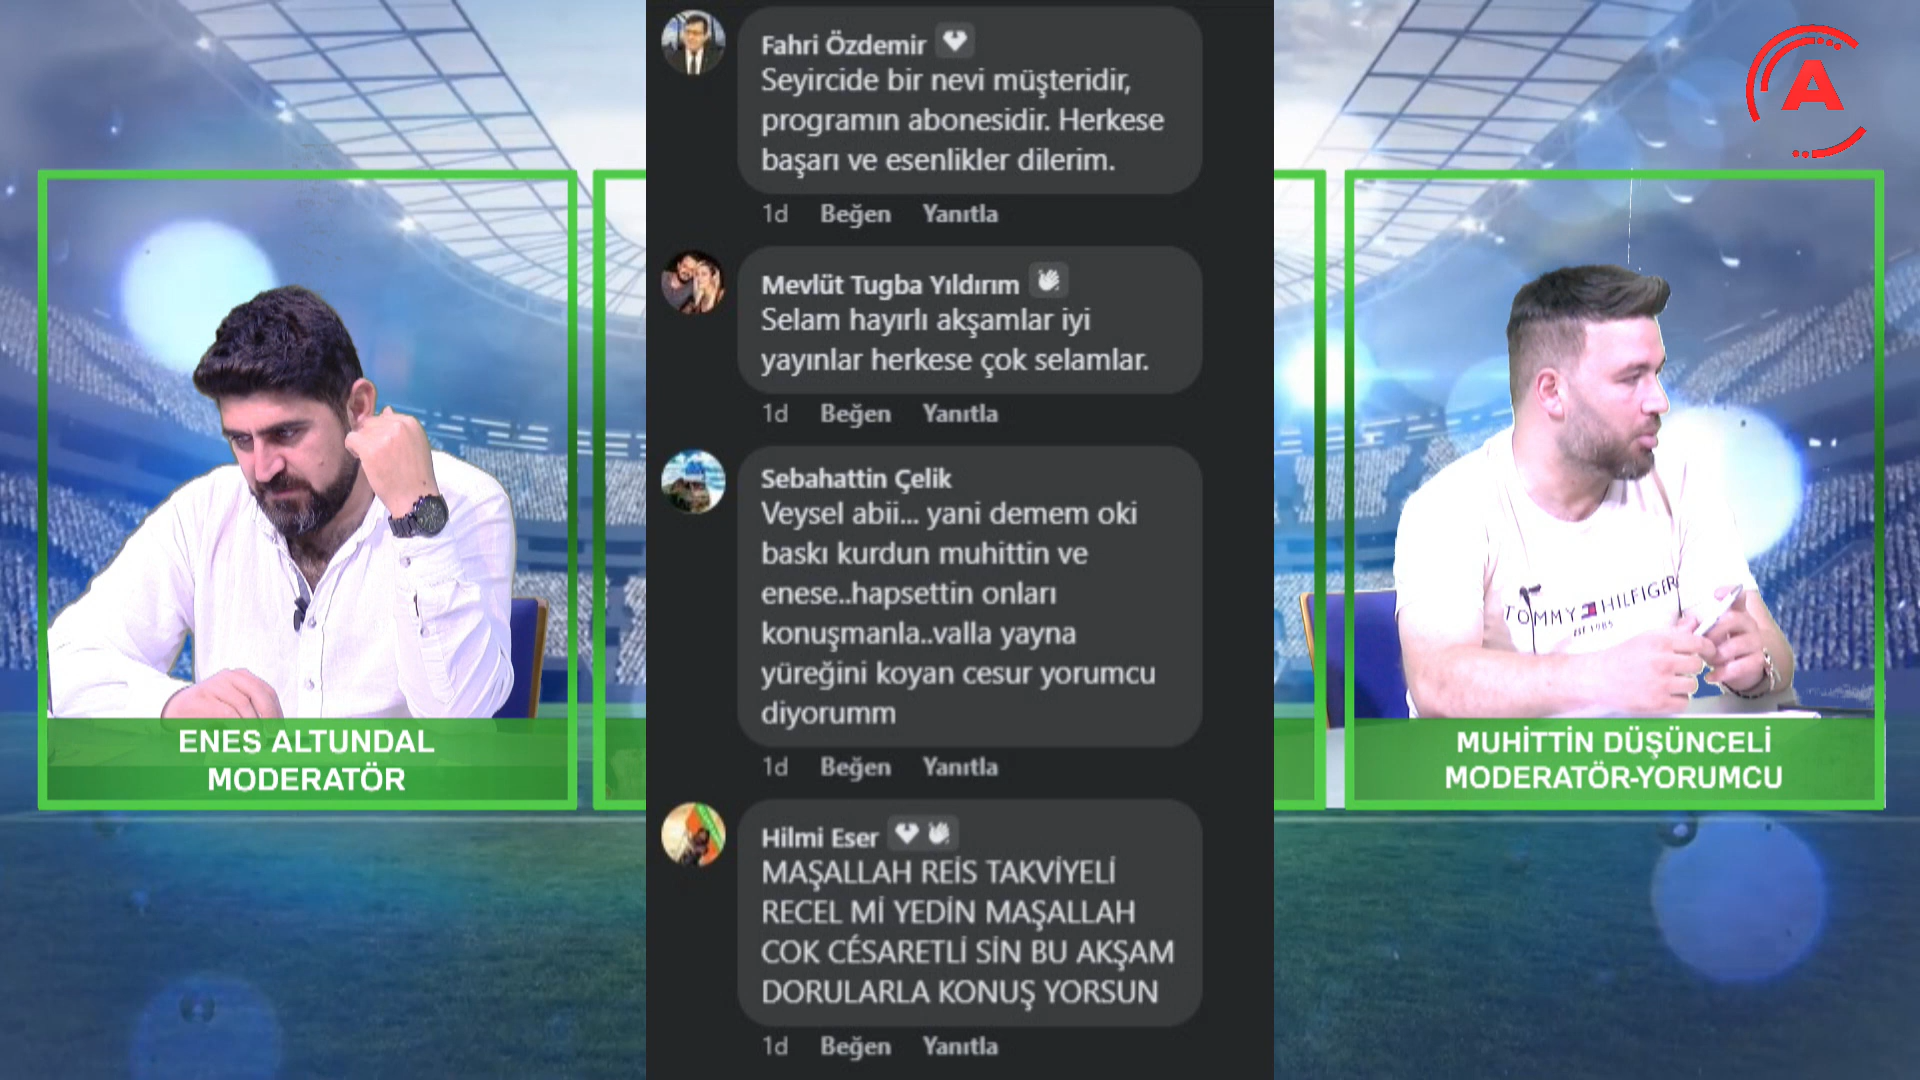 A
Fahri Özdemir
Seyircide bir nevi müşteridir,
programın abonesidir. Herkese
başarı ve esenlikler dilerim.
1d Beğen Yanıtla
Mevlüt Tugba Yıldırım
Selam hayırlı akşamlar iyi
yayınlar herkese çok selamlar.
1d Beğen Yanıtla
Sebahattin Çelik
Veysel abii... yani demem oki
baskı kurdun muhittin ve
enese..hapsettin onları
konuşmanla..valla yayna
yüreğini koyan cesur yorumcu
diyorumm
1d Beğen Yanıtla
Hilmi Eser
MAŞALLAH REİS TAKVİYELİ
RECEL Mİ YEDİN MAŞALLAH
COK CÉSARETLİ SİN BU AKŞAM
DORULARLA KONUŞ YORSUN
1d Beğen Yanıtla
ENES ALTUNDAL
MODERATÖR
TOMMY HILFIGER
EST 1985
MUHİTTİN DÜŞÜNCELİ
MODERATÖR-YORUMCU